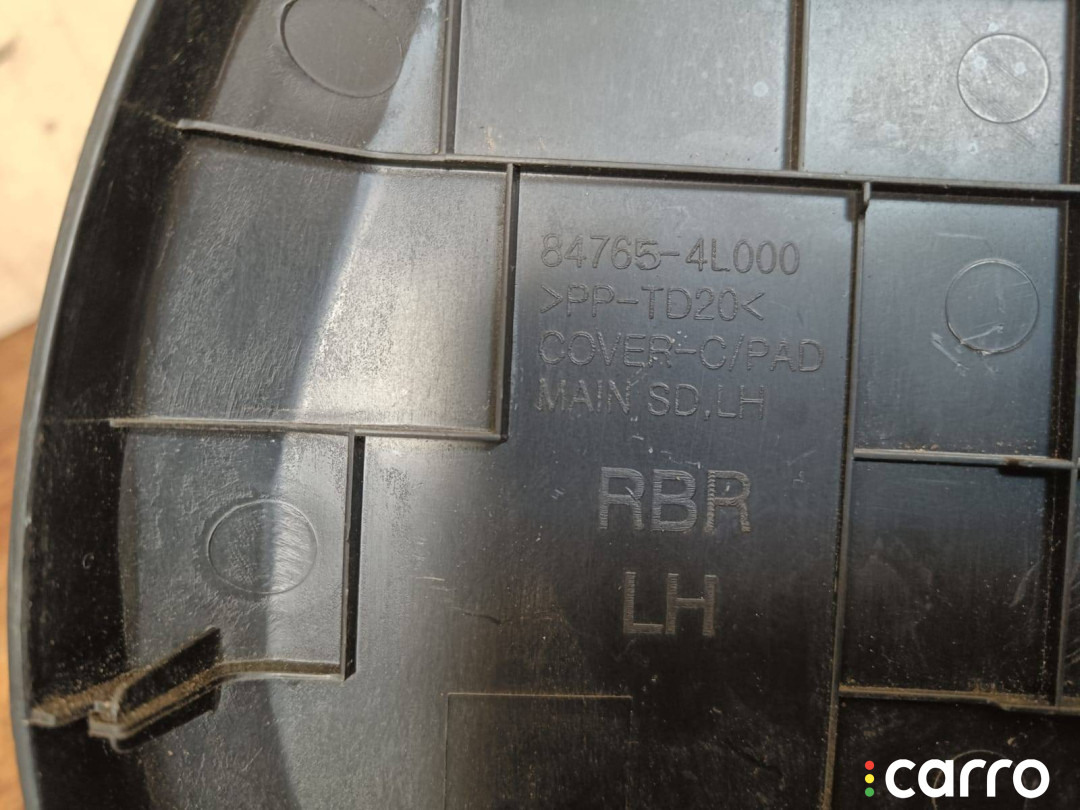 84765-4L000
>PP-TD20<
COVER-C/PAD
MAIN SD,LH
RBR
LH
carro